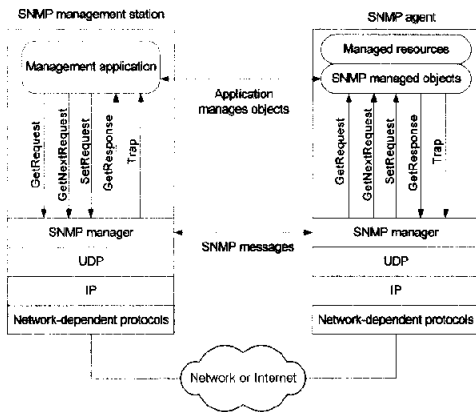 SNMP management station
SNMP agent
Management application
Managed resources
SNMP managed objects
Application
manages objects
GetRequest
GetNextRequest
SetRequest
GetResponse
Trap
GetRequest
GetNextRequest
SetRequest
GetResponse
Trap
SNMP manager
SNMP messages
SNMP manager
UDP
UDP
IP
IP
Network-dependent protocols
Network-dependent protocols
Network or Internet